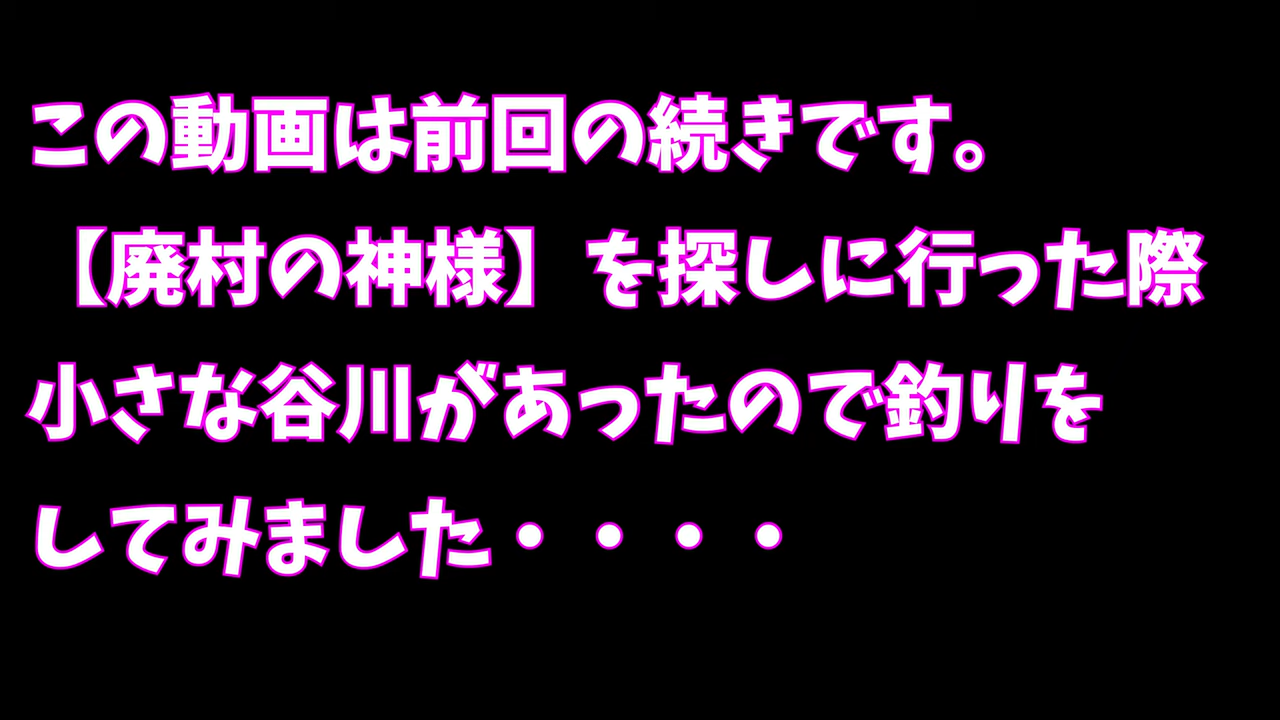 この動画は前回の続きです。
【廃村の神様】を探しに行った際
小さな谷川があったので釣りを
してみました・・・・